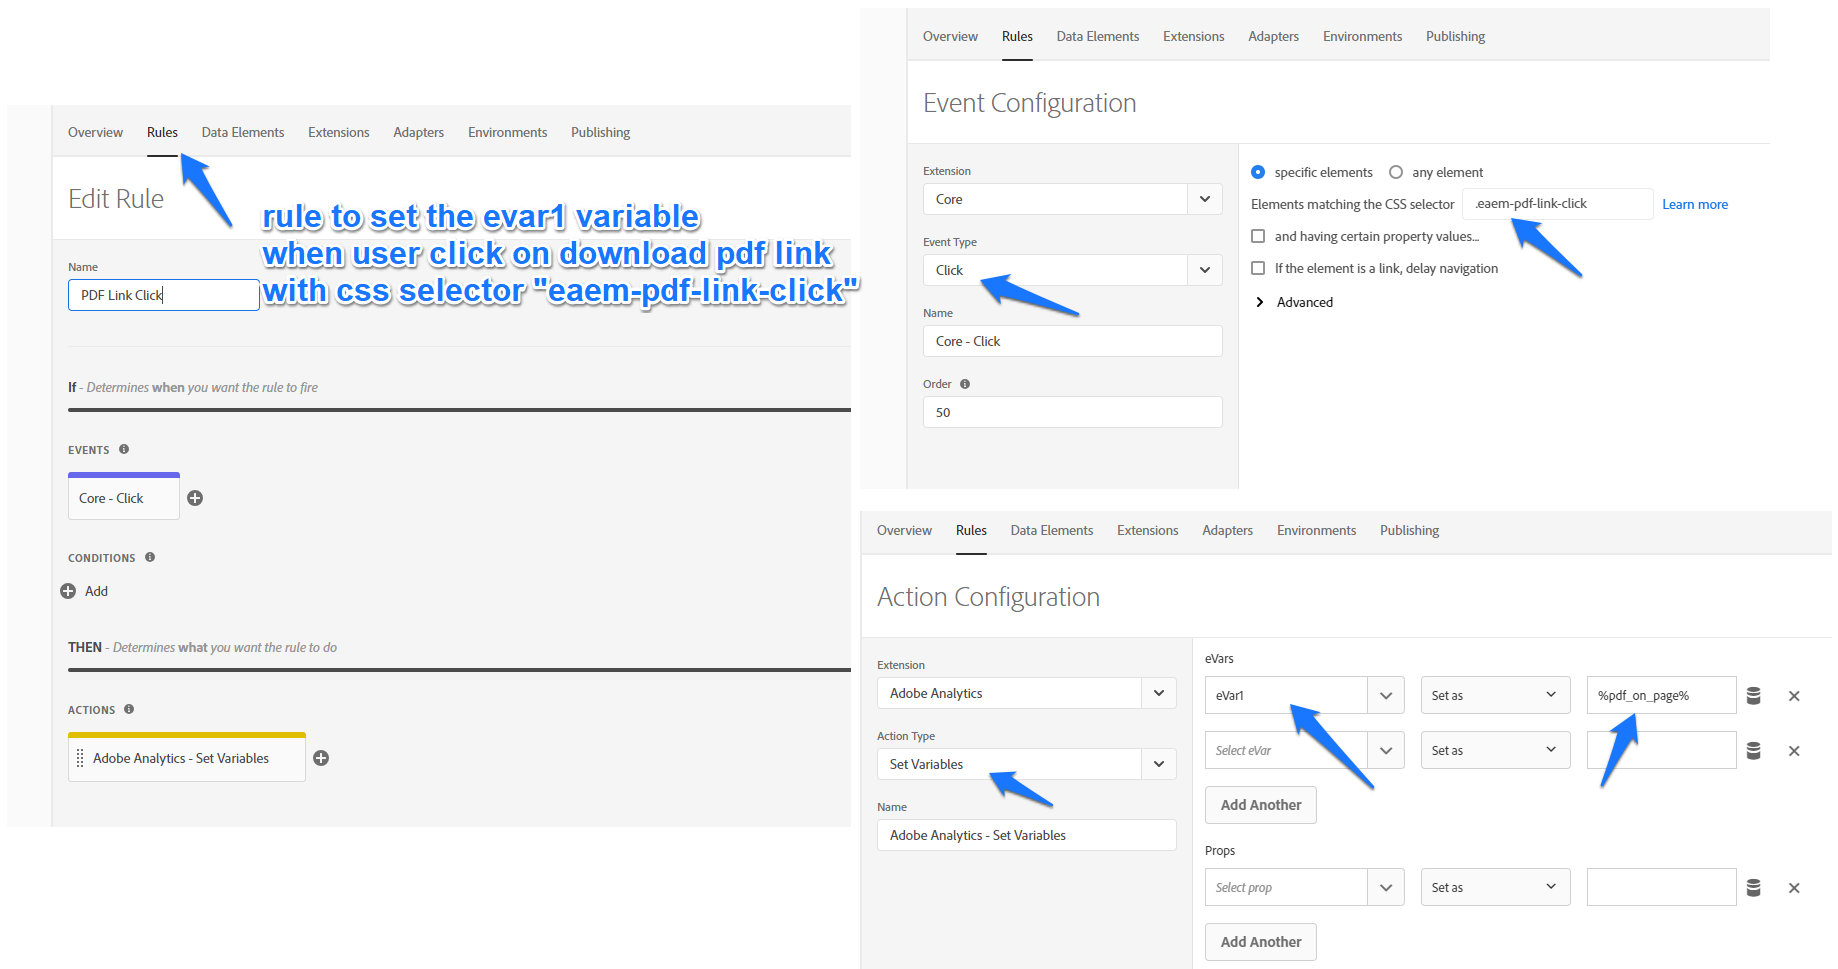 Overview Rules Data Elements Extensions Adapters Environments Publishing
Edit Rule
rule to set the evar1 variable
when user click on download pdf link
with css selector "eaem-pdf-link-click"
Name
PDF Link Click
If - Determines when you want the rule to fire
EVENTS
Core - Click
CONDITIONS
Add
THEN - Determines what you want the rule to do
ACTIONS
Adobe Analytics - Set Variables
Overview Rules Data Elements Extensions Adapters Environments Publishing
Event Configuration
Extension
Core
Event Type
Click
Name
Core - Click
Order
50
specific elements any element
Elements matching the CSS selector .eaem-pdf-link-click Learn more
and having certain property values...
If the element is a link, delay navigation
Advanced
Overview Rules Data Elements Extensions Adapters Environments Publishing
Action Configuration
Extension
Adobe Analytics
Action Type
Set Variables
Name
Adobe Analytics - Set Variables
eVars
eVar1 Set as %pdf_on_page%
Select eVar Set as
Add Another
Props
Select prop Set as
Add Another